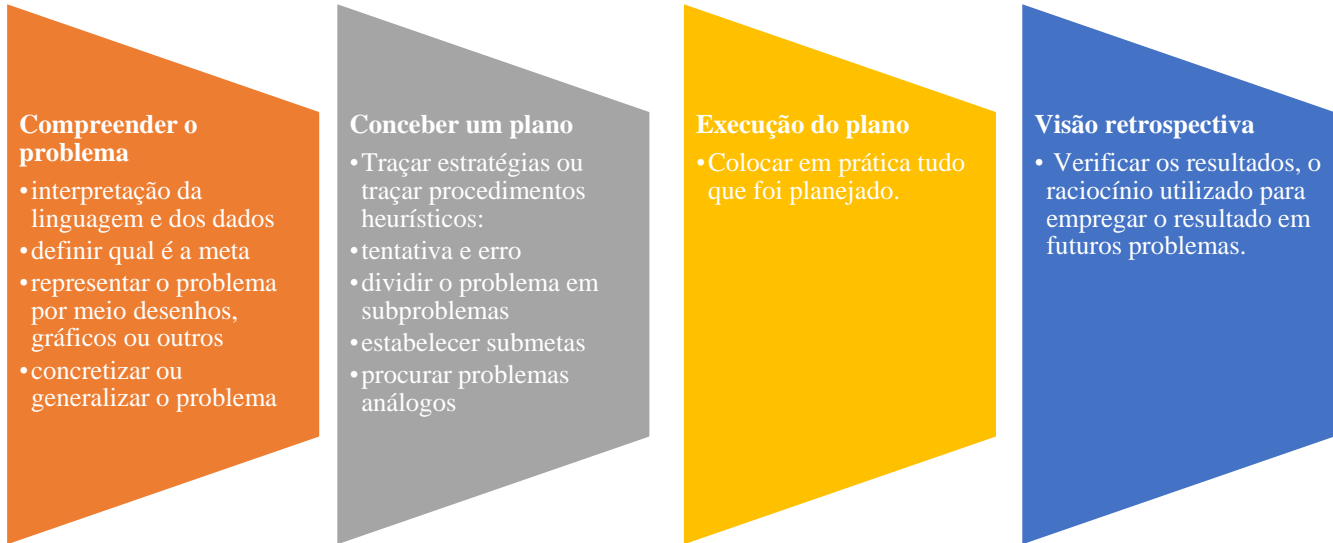 Compreender o
problema
•interpretação da
linguagem e dos dados
•definir qual é a meta
•representar o problema
por meio desenhos,
gráficos ou outros
•concretizar ou
generalizar o problema
Conceber um plano
•Traçar estratégias ou
traçar procedimentos
heurísticos:
•tentativa e erro
•dividir o problema em
subproblemas
•estabelecer submetas
•procurar problemas
análogos
Execução do plano
•Colocar em prática tudo
que foi planejado.
Visão retrospectiva
• Verificar os resultados, o
raciocínio utilizado para
empregar o resultado em
futuros problemas.